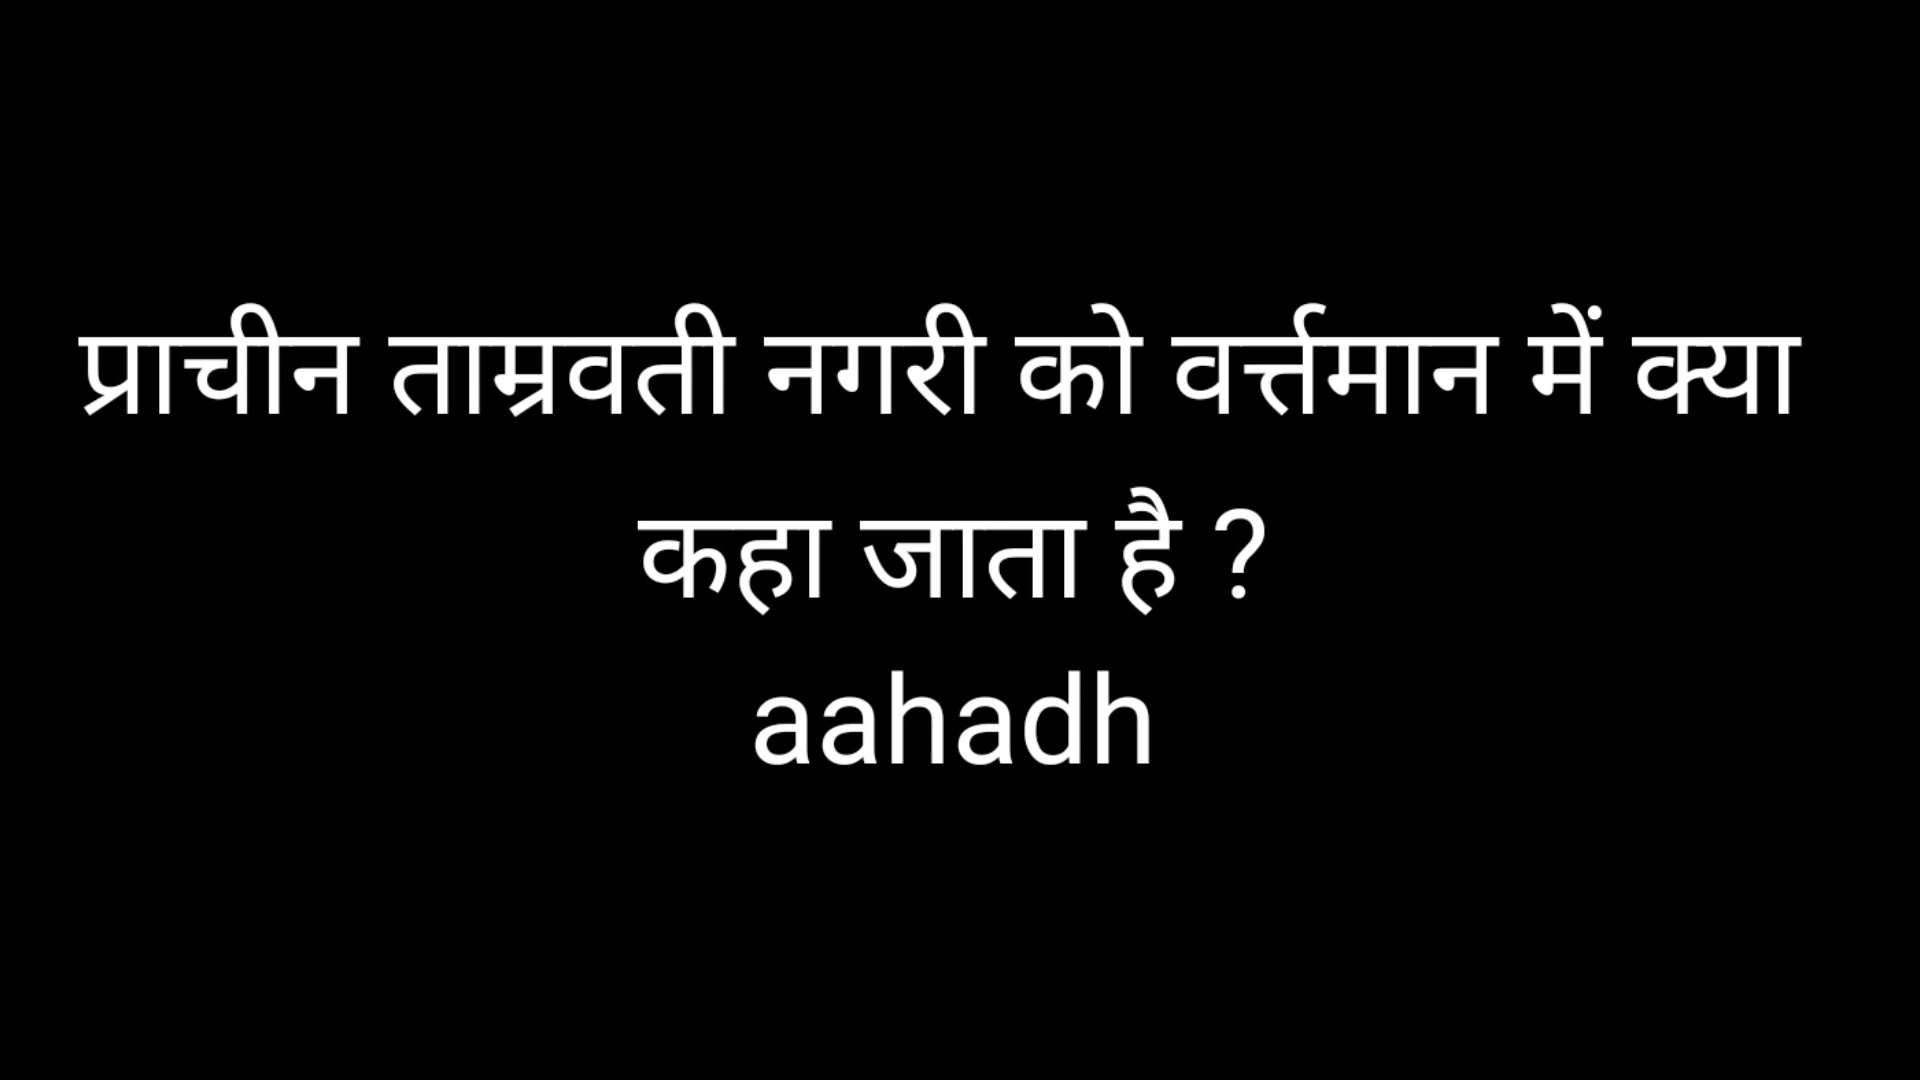 प्राचीन ताम्रवती नगरी को वर्त्तमान में क्या
कहा जाता है ?
aahadh